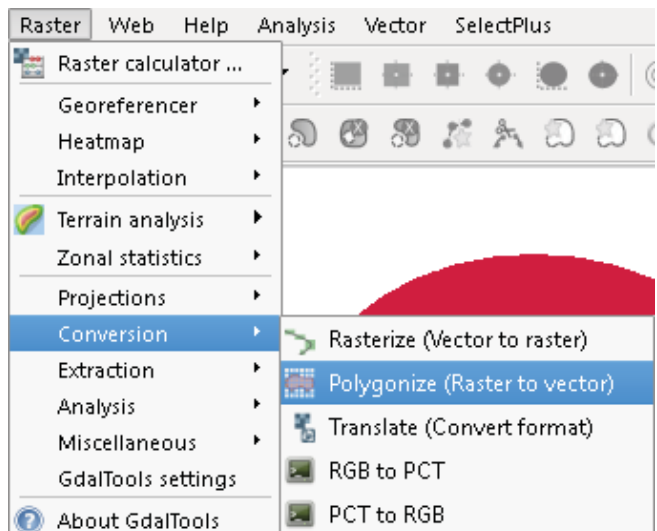 Raster Web Help Analysis Vector SelectPlus
Raster calculator ...
Georeferencer
Heatmap
Interpolation
Terrain analysis
Zonal statistics
Projections
Conversion
Rasterize (Vector to raster)
Extraction
Polygonize (Raster to vector)
Analysis
Translate (Convert format)
Miscellaneous
RGB to PCT
GdalTools settings
PCT to RGB
About GdalTools